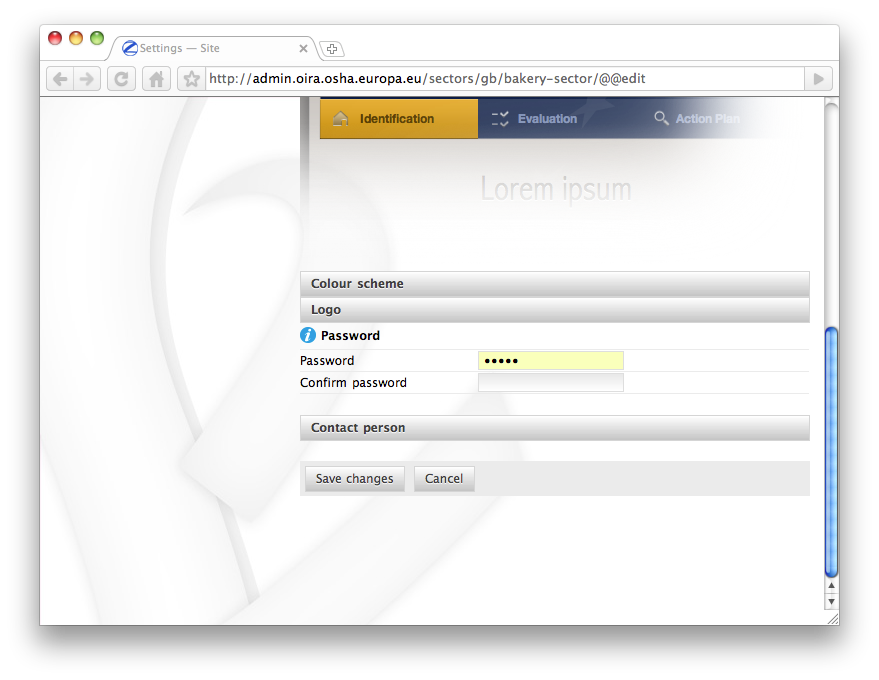 Settings — Site
http://admin.oira.osha.europa.eu/sectors/gb/bakery-sector/@@edit
Identification Evaluation Action Plan
Lorem ipsum
Colour scheme
Logo
Password
Password •••••
Confirm password
Contact person
Save changes Cancel